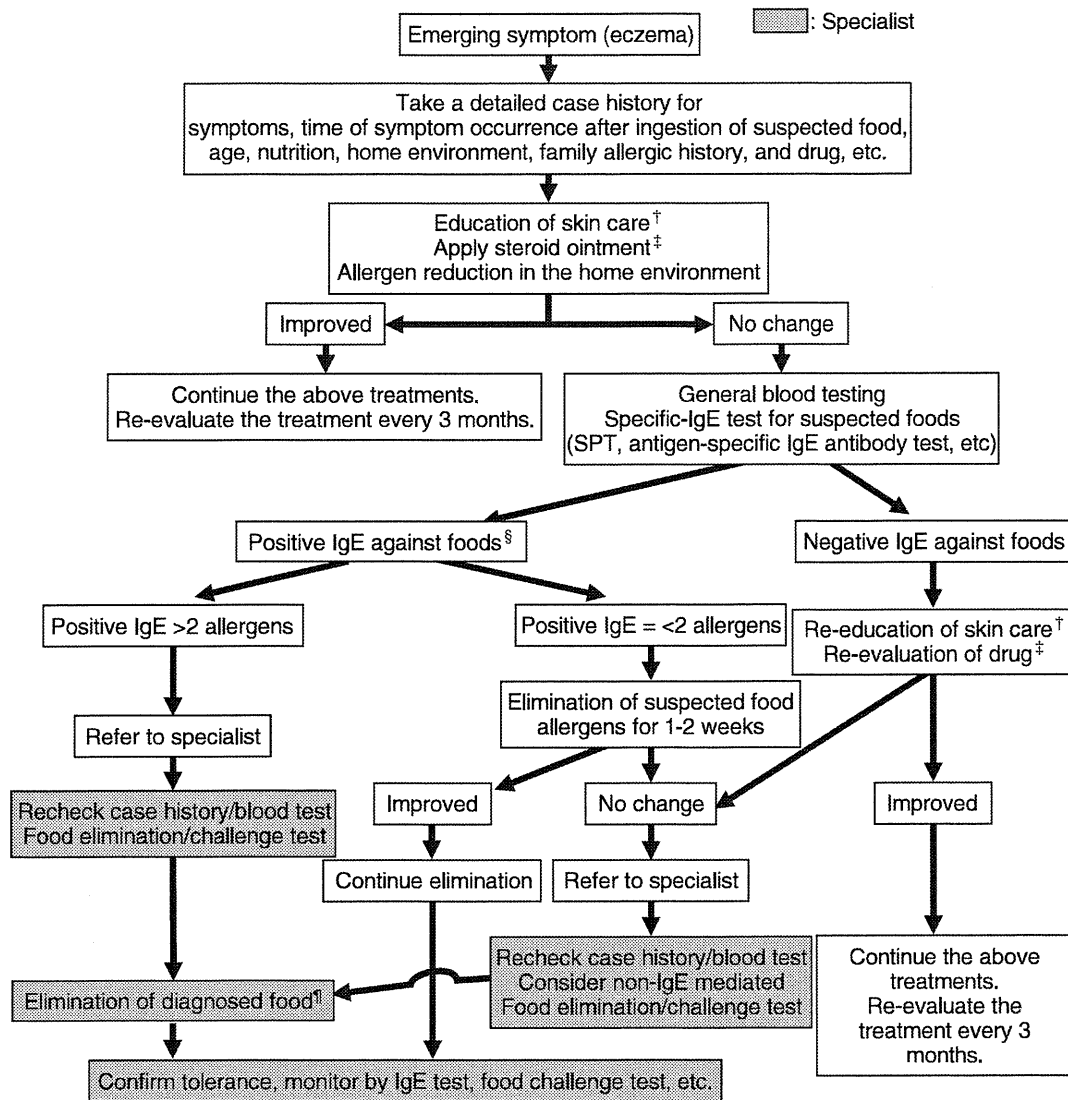 : Specialist
Emerging symptom (eczema)
Take a detailed case history for
symptoms, time of symptom occurrence after ingestion of suspected food,
age, nutrition, home environment, family allergic history, and drug, etc.
Education of skin care†
Apply steroid ointment‡
Allergen reduction in the home environment
Improved
No change
Continue the above treatments.
Re-evaluate the treatment every 3 months.
General blood testing
Specific-IgE test for suspected foods
(SPT, antigen-specific IgE antibody test, etc)
Positive IgE against foods§
Negative IgE against foods
Positive IgE >2 allergens
Positive IgE = <2 allergens
Re-education of skin care†
Re-evaluation of drug‡
Elimination of suspected food
allergens for 1-2 weeks
Refer to specialist
Improved
No change
Improved
Recheck case history/blood test
Food elimination/challenge test
Continue elimination
Refer to specialist
Recheck case history/blood test
Consider non-IgE mediated
Food elimination/challenge test
Continue the above
treatments.
Re-evaluate the
treatment every 3
months.
Elimination of diagnosed food¶
Confirm tolerance, monitor by IgE test, food challenge test, etc.